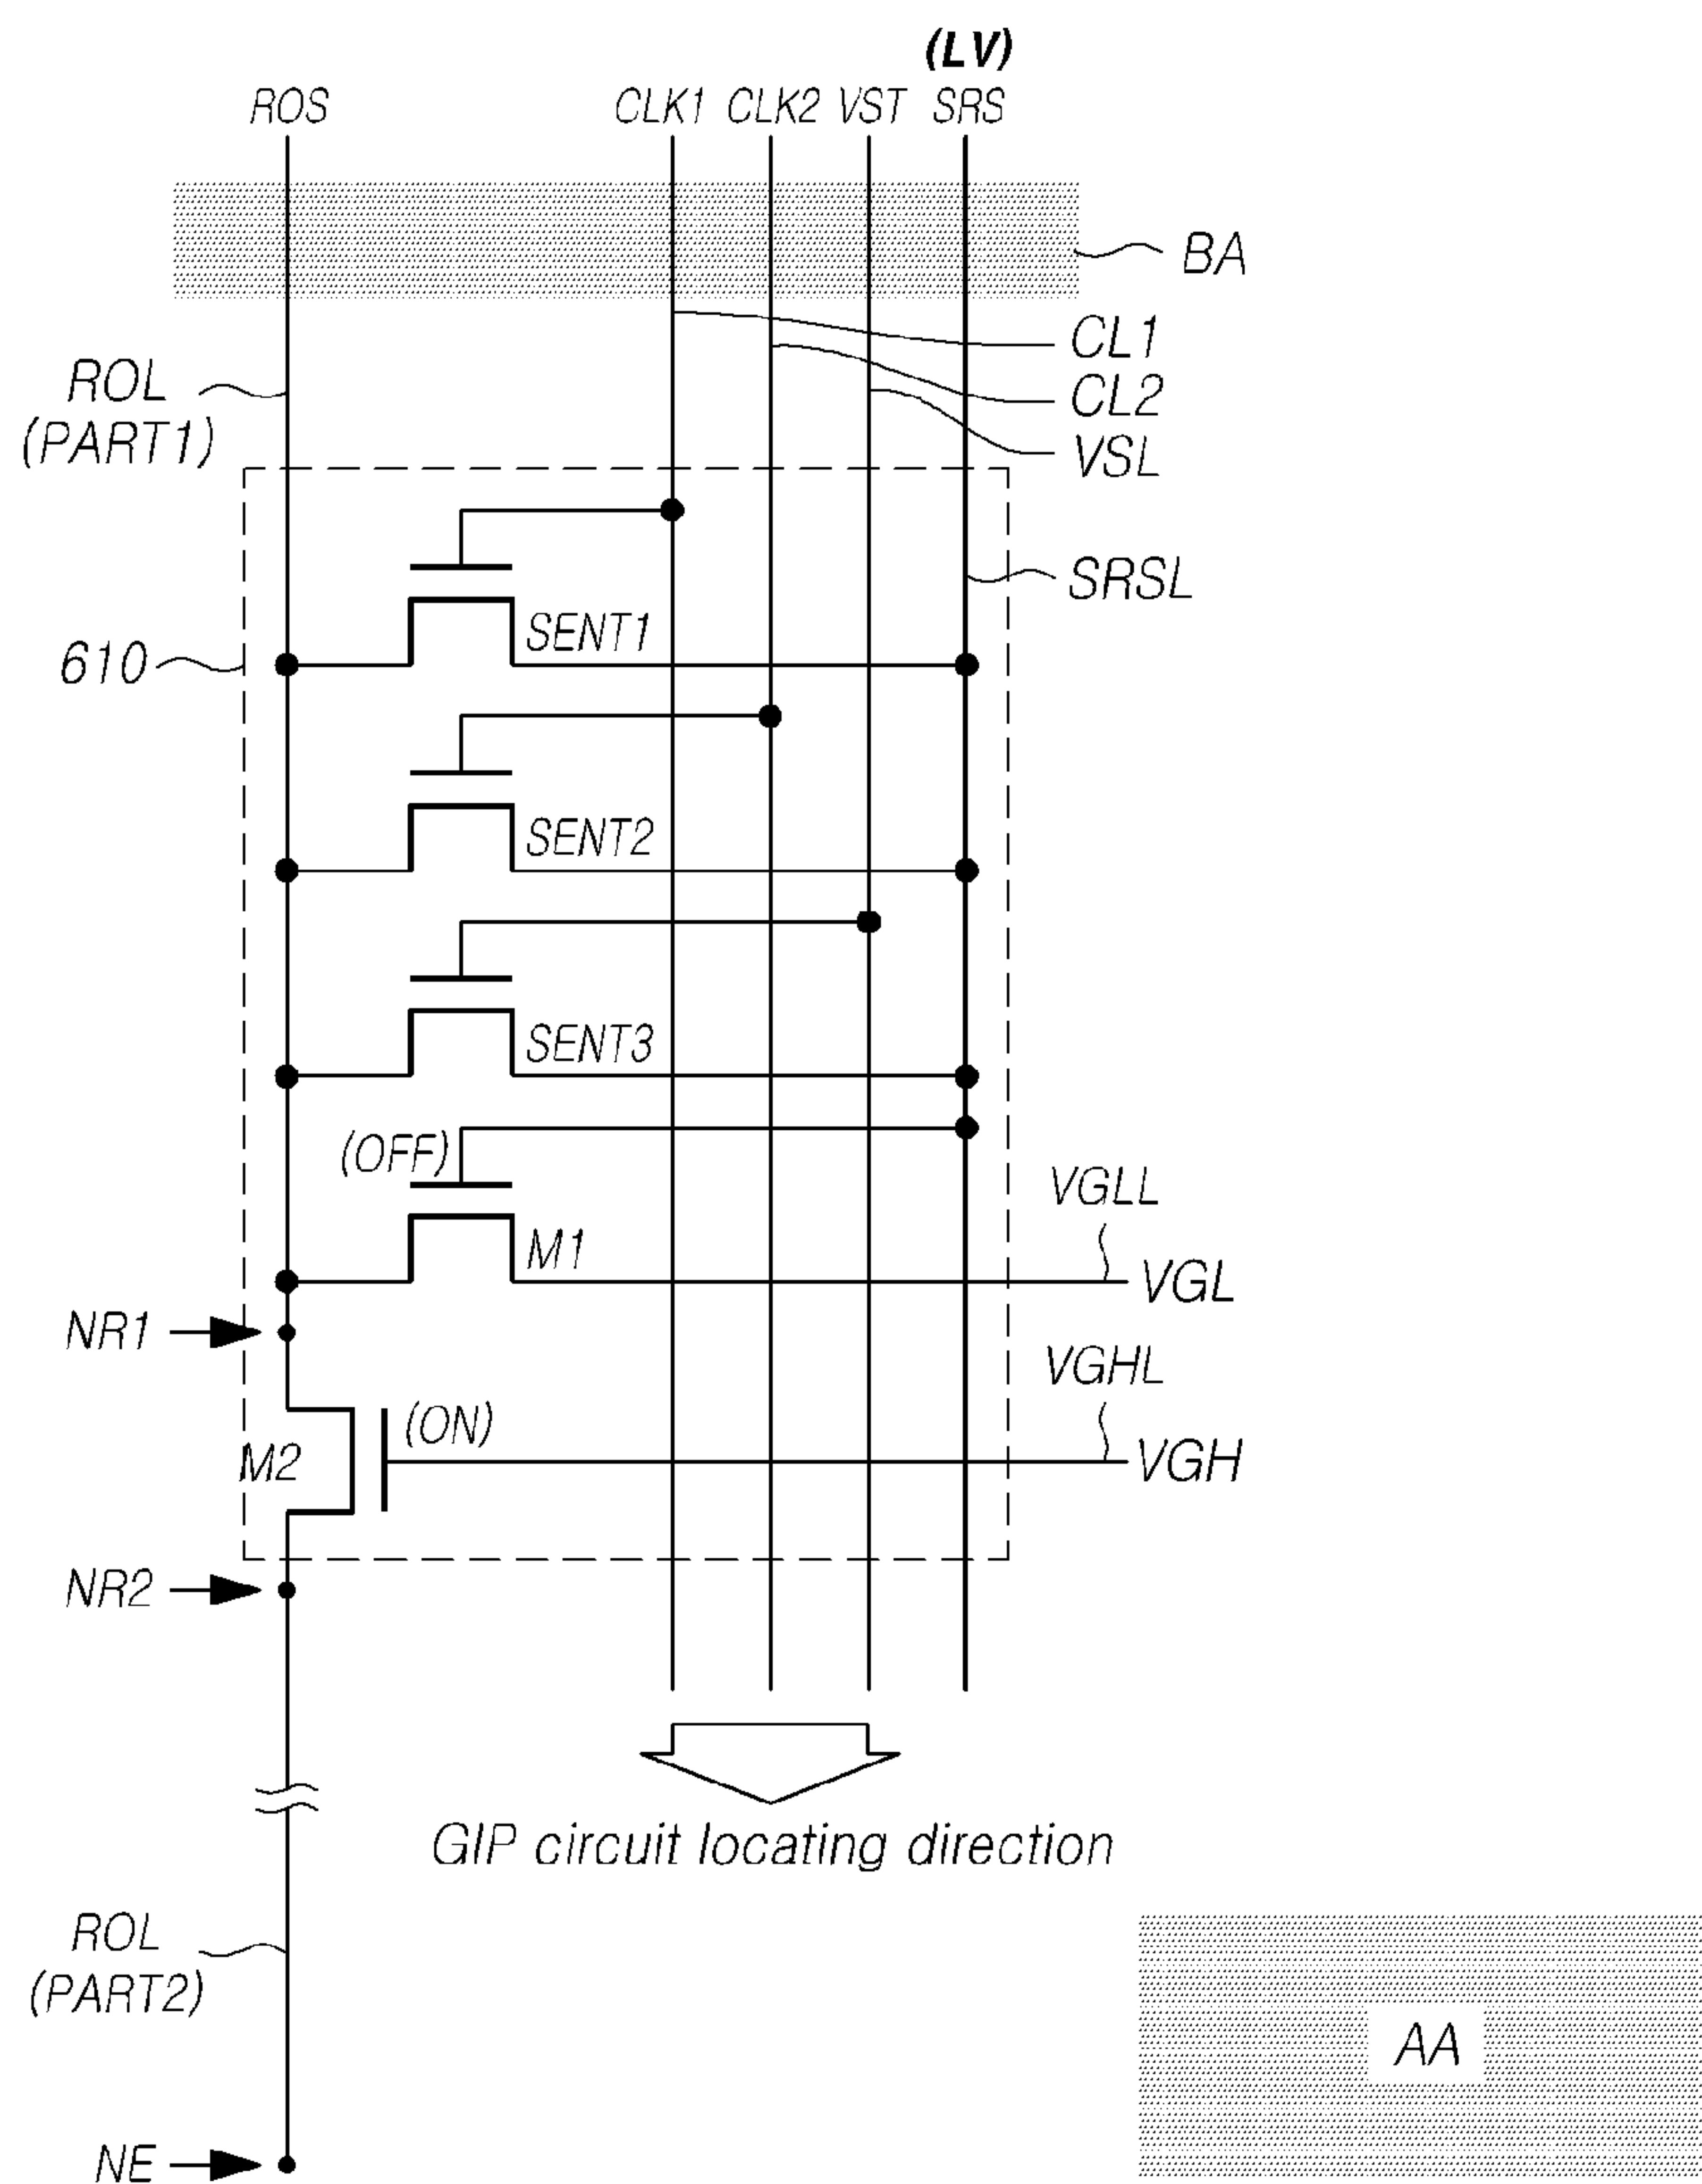 (LV)
ROS CLK1 CLK2 VST SRS
BA
CL1
ROL
(PART1)
CL2
VSL
SRSL
SENT1
610
SENT2
SENT3
(OFF)
VGLL
M1
VGL
NR1
VGHL
(ON)
M2
VGH
NR2
GIP circuit locating direction
ROL
(PART2)
AA
NE